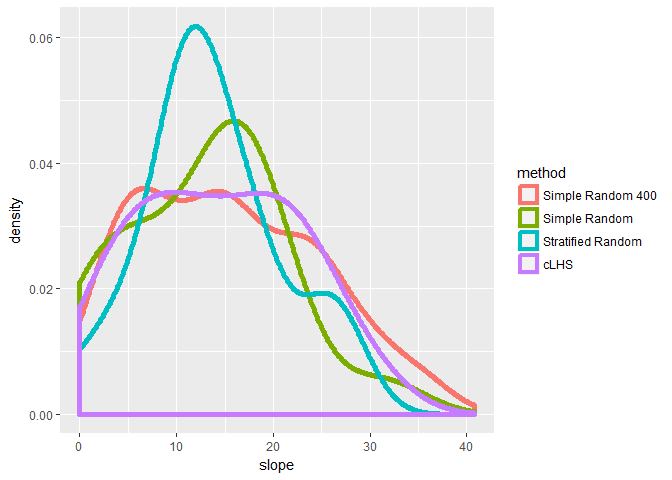 0.06
0.04
0.02
0.00
density
0
10
20
30
40
slope
method
Simple Random 400
Simple Random
Stratified Random
cLHS